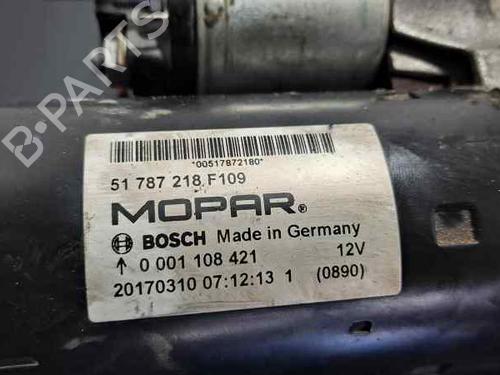 B-PARTS
*00517872180*
51 787 218 F109
MOPAR®
BOSCH Made in Germany
↑ 0 001 108 421 12V
20170310 07:12:13 1 (0890)